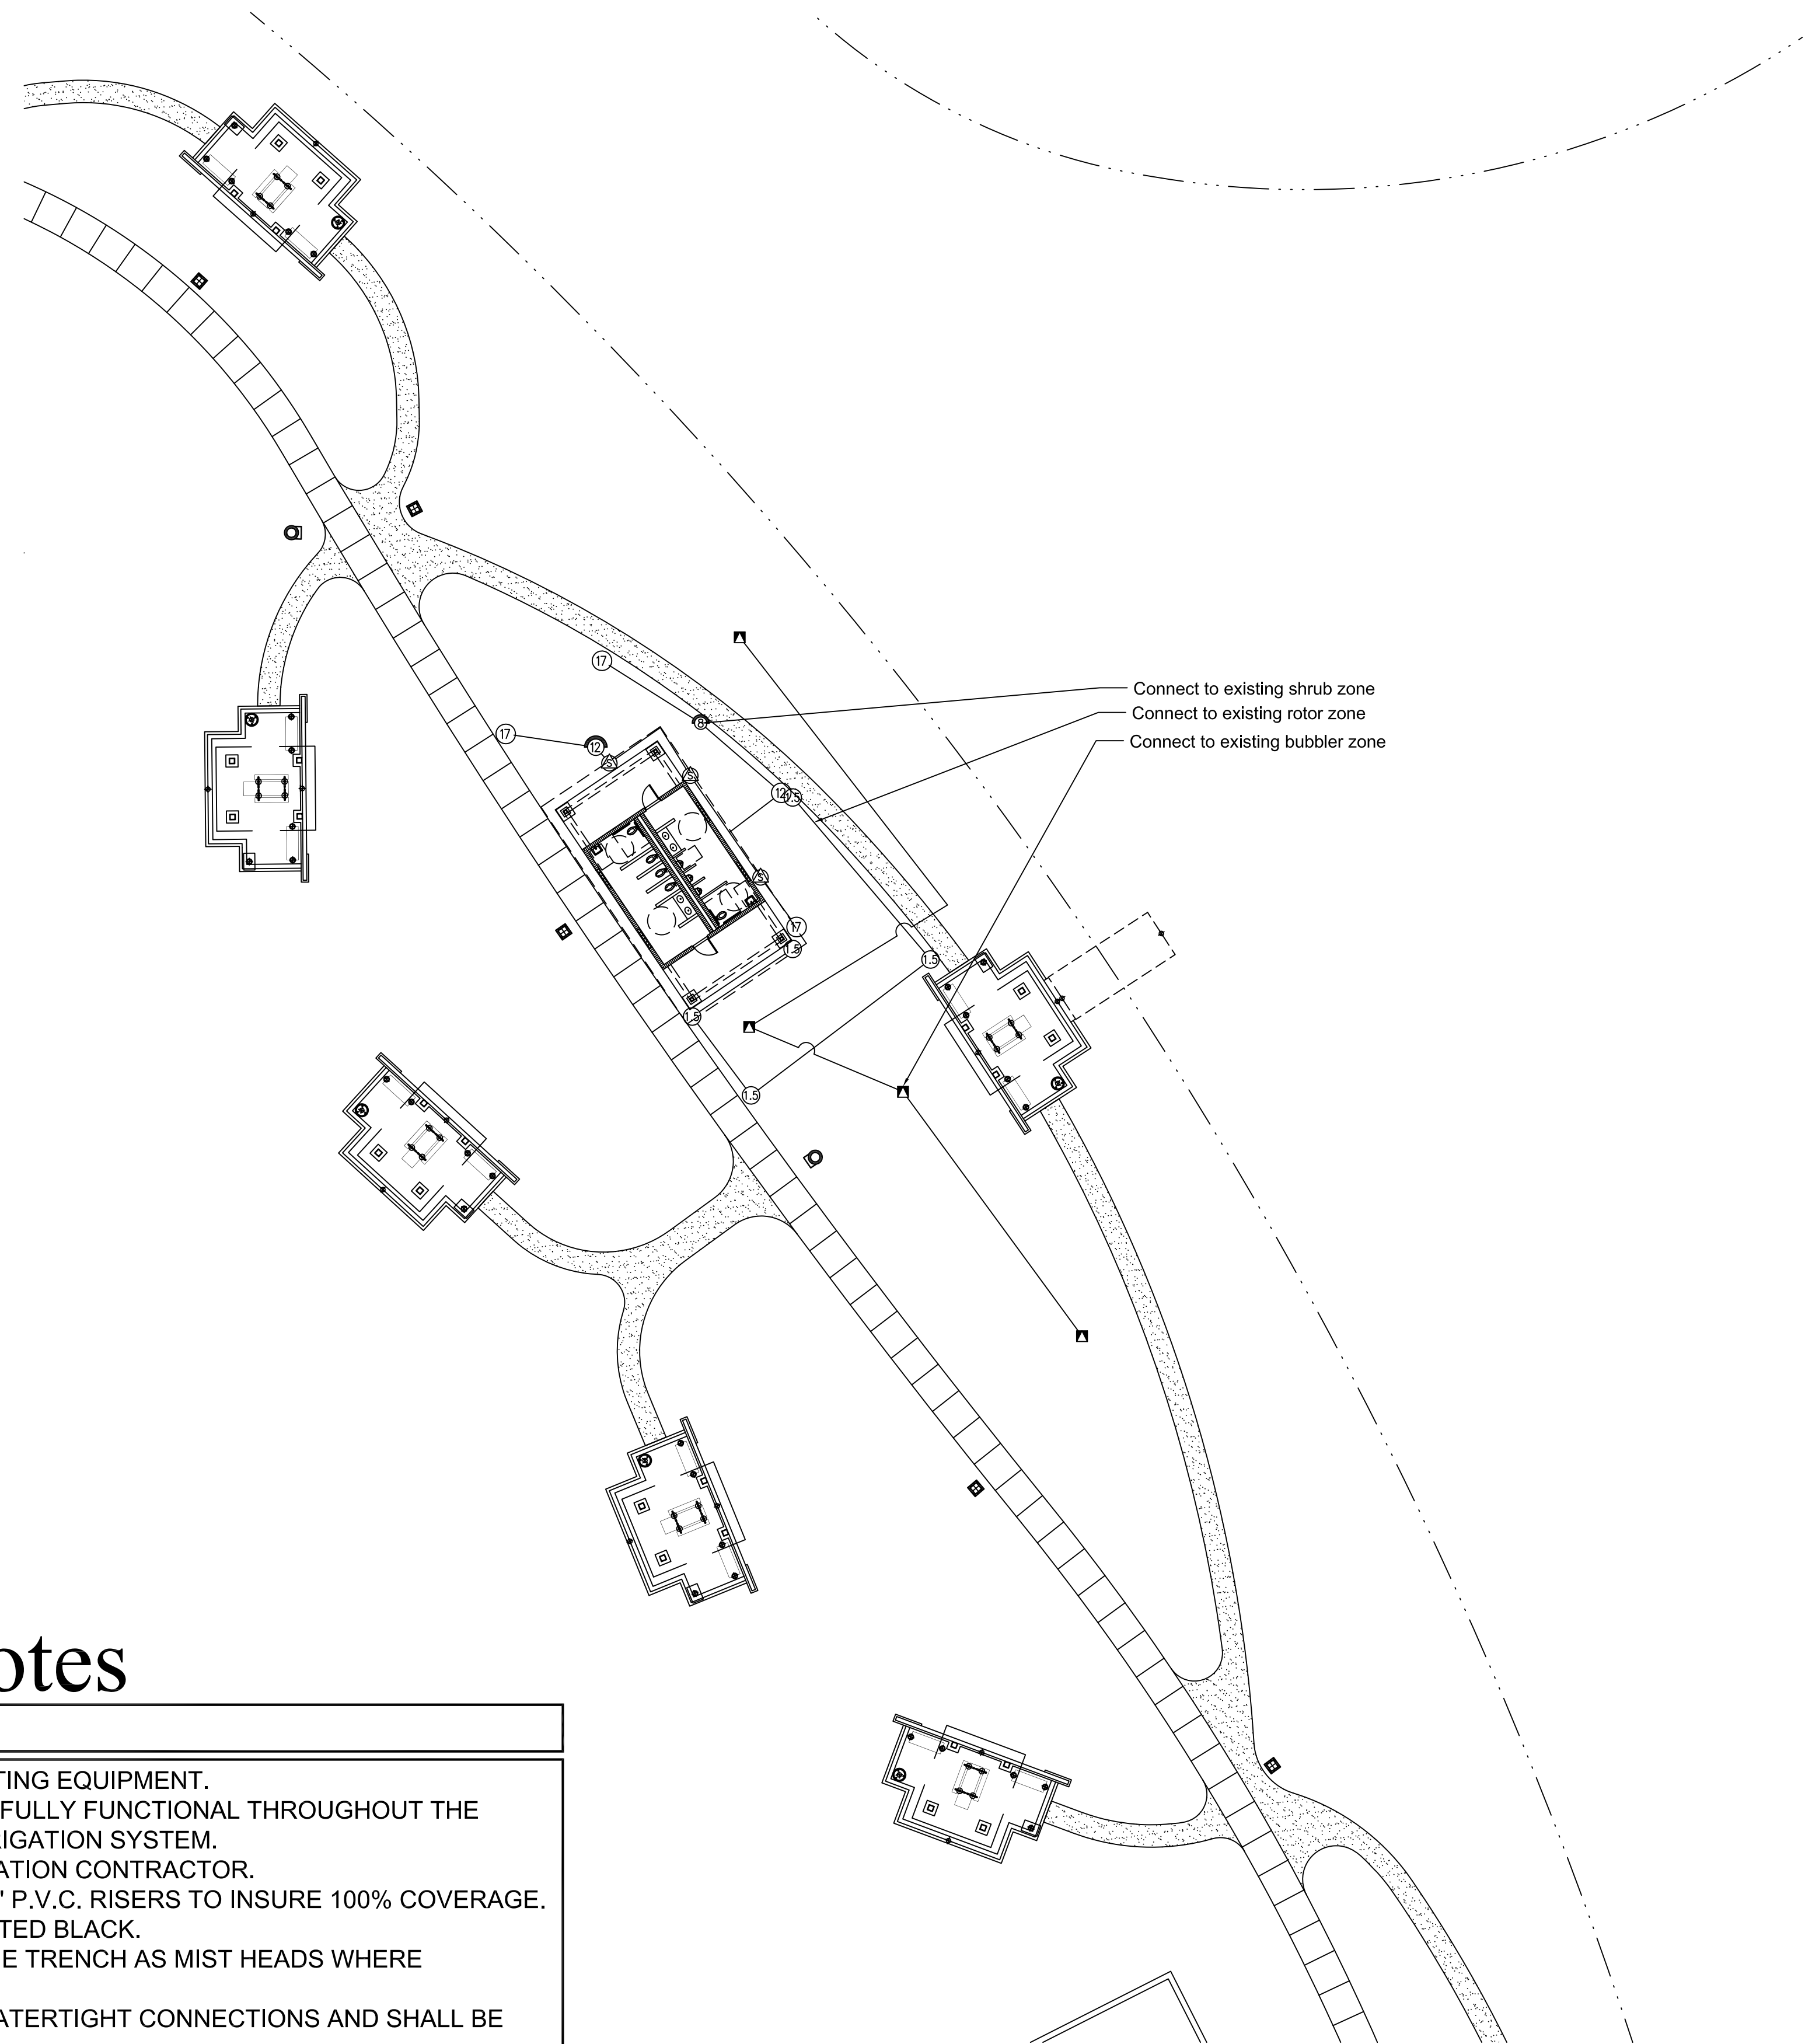 17
8
Connect to existing shrub zone
Connect to existing rotor zone
Connect to existing bubbler zone
17
12
S
S
12
1.5
S
17
1.5
1.5
1.5
1.5
otes
TING EQUIPMENT.
FULLY FUNCTIONAL THROUGHOUT THE
IGATION SYSTEM.
ATION CONTRACTOR.
" P.V.C. RISERS TO INSURE 100% COVERAGE.
TED BLACK.
E TRENCH AS MIST HEADS WHERE
ATERTIGHT CONNECTIONS AND SHALL BE